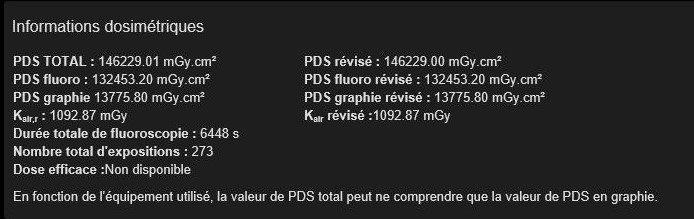 Informations dosimétriques
PDS TOTAL : 146229.01 mGy.cm² PDS révisé : 146229.00 mGy.cm²
PDS fluoro : 132453.20 mGy.cm² PDS fluoro révisé : 132453.20 mGy.cm²
PDS graphie 13775.80 mGy.cm² PDS graphie révisé : 13775.80 mGy.cm²
Kair,r : 1092.87 mGy Kair révisé :1092.87 mGy
Durée totale de fluoroscopie : 6448 s
Nombre total d'expositions : 273
Dose efficace :Non disponible
En fonction de l'équipement utilisé, la valeur de PDS total peut ne comprendre que la valeur de PDS en graphie.